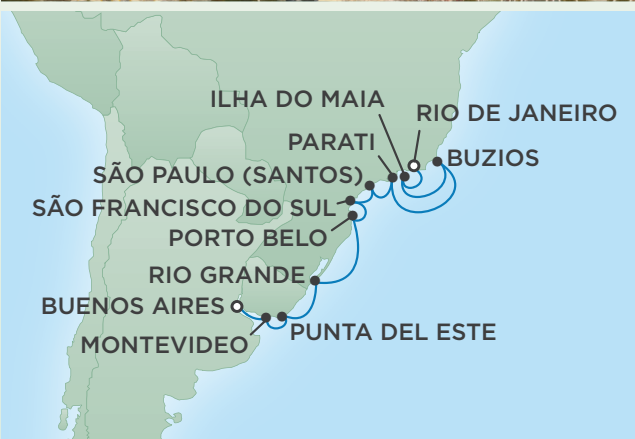 ILHA DO MAIA
RIO DE JANEIRO
PARATI
BUZIOS
SÃO PAULO (SANTOS)
SÃO FRANCISCO DO SUL
PORTO BELO
RIO GRANDE
BUENOS AIRES
PUNTA DEL ESTE
MONTEVIDEO